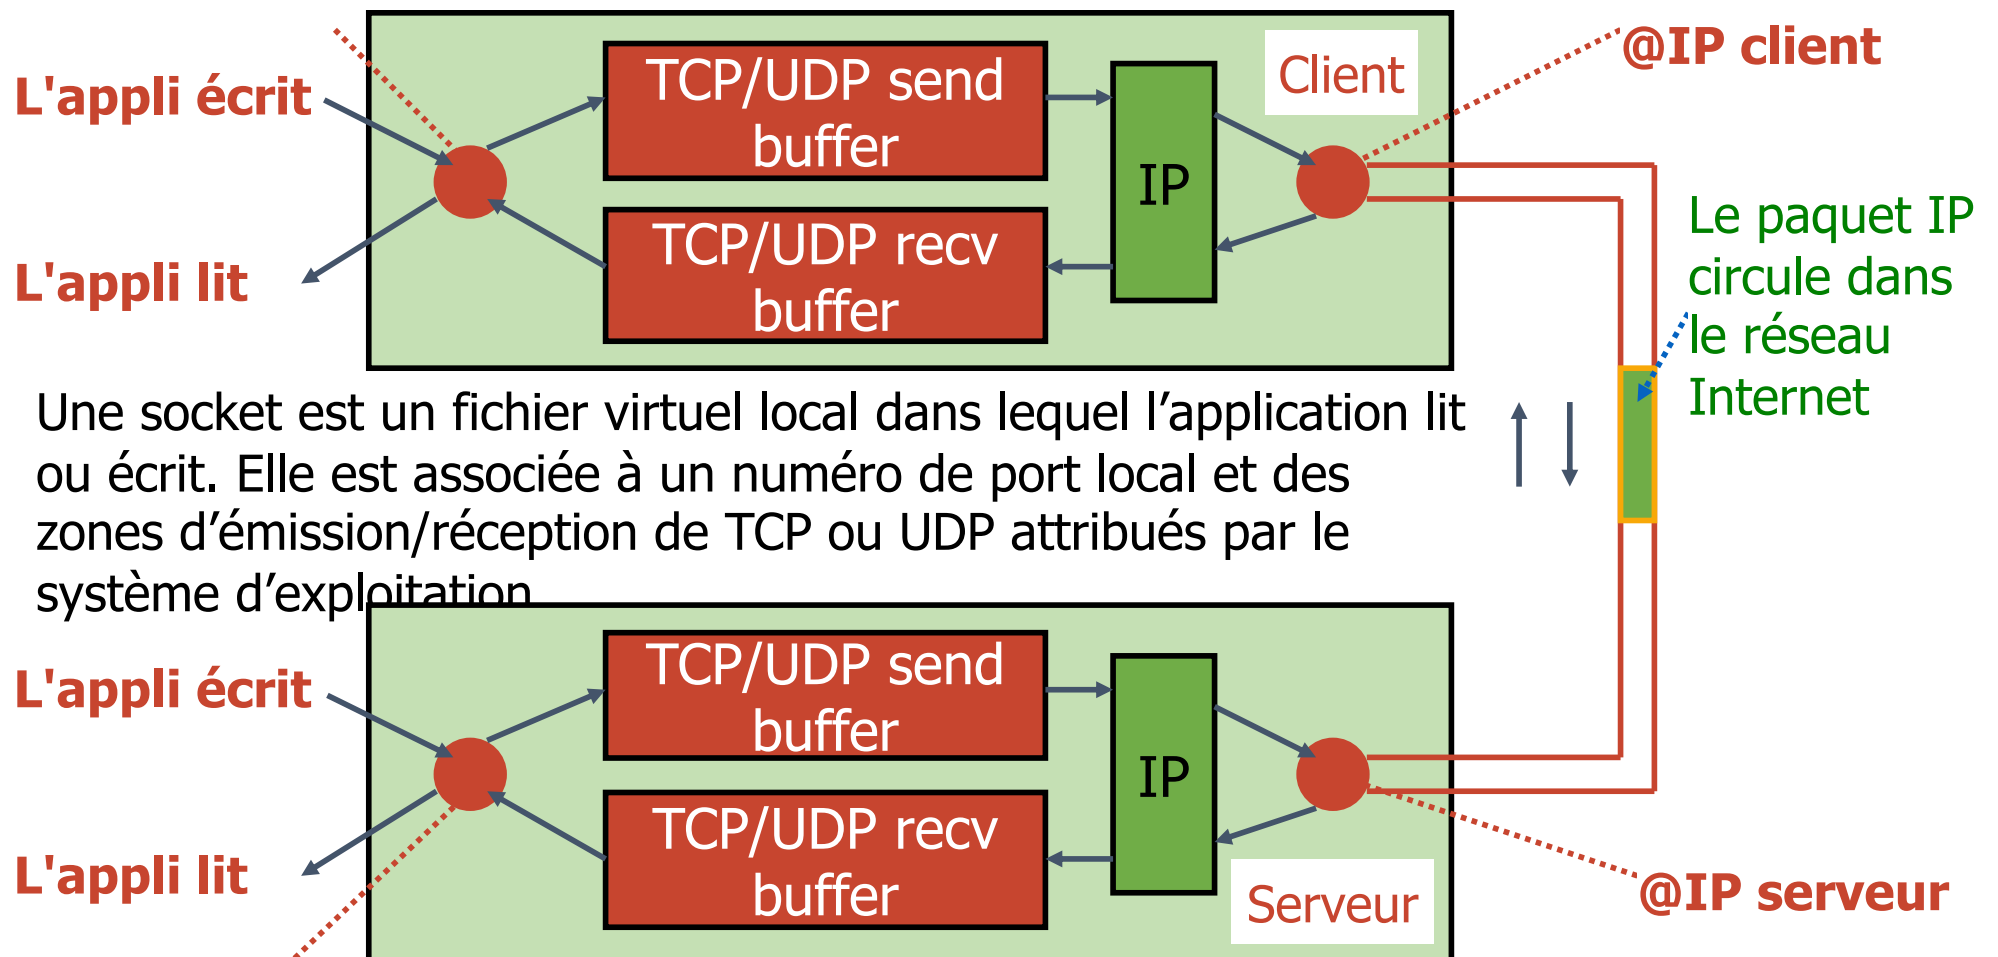 L'appli écrit
TCP/UDP send
buffer
IP
Client
@IP client
L'appli lit
TCP/UDP recv
buffer
Le paquet IP
circule dans
le réseau
Internet
Une socket est un fichier virtuel local dans lequel l’application lit
ou écrit. Elle est associée à un numéro de port local et des
zones d’émission/réception de TCP ou UDP attribués par le
système d’exploitation
L'appli écrit
TCP/UDP send
buffer
IP
L'appli lit
TCP/UDP recv
buffer
Serveur
@IP serveur